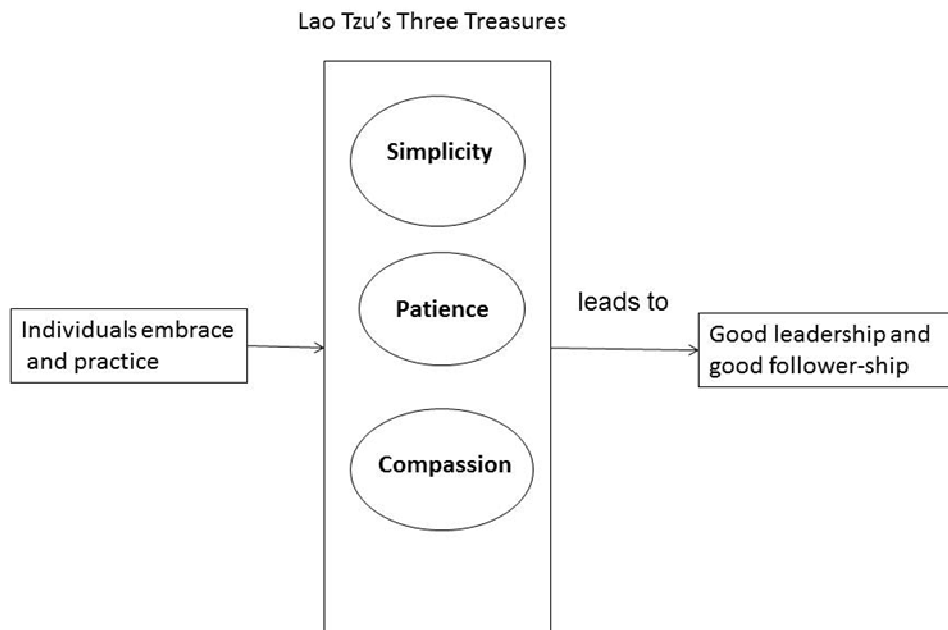 Lao Tzu’s Three Treasures
Simplicity
Patience
Compassion
Individuals embrace
and practice
leads to
Good leadership and
good follower-ship